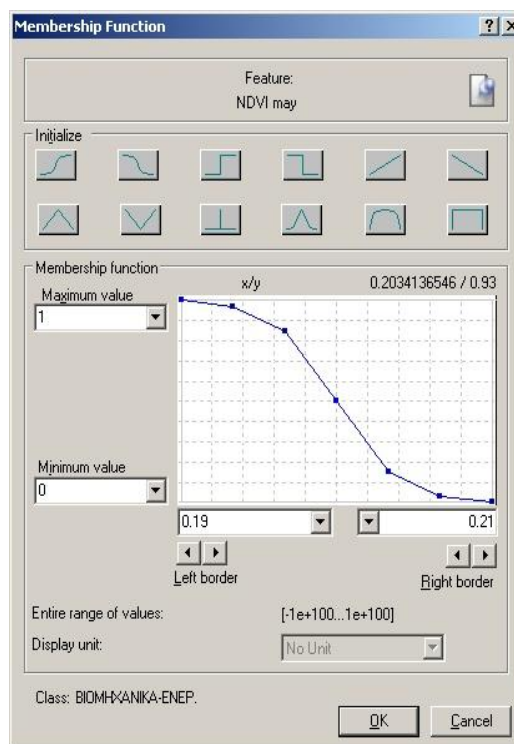 Membership Function
Feature:
NDVI may
Initialize
Membership function
x/y 0.2034136546 / 0.93
Maximum value
1
Minimum value
0
0.19 0.21
Left border Right border
Entire range of values: [-1e+100...1e+100]
Display unit: No Unit
Class: BIOMHXANIKA-ENEP.
OK Cancel